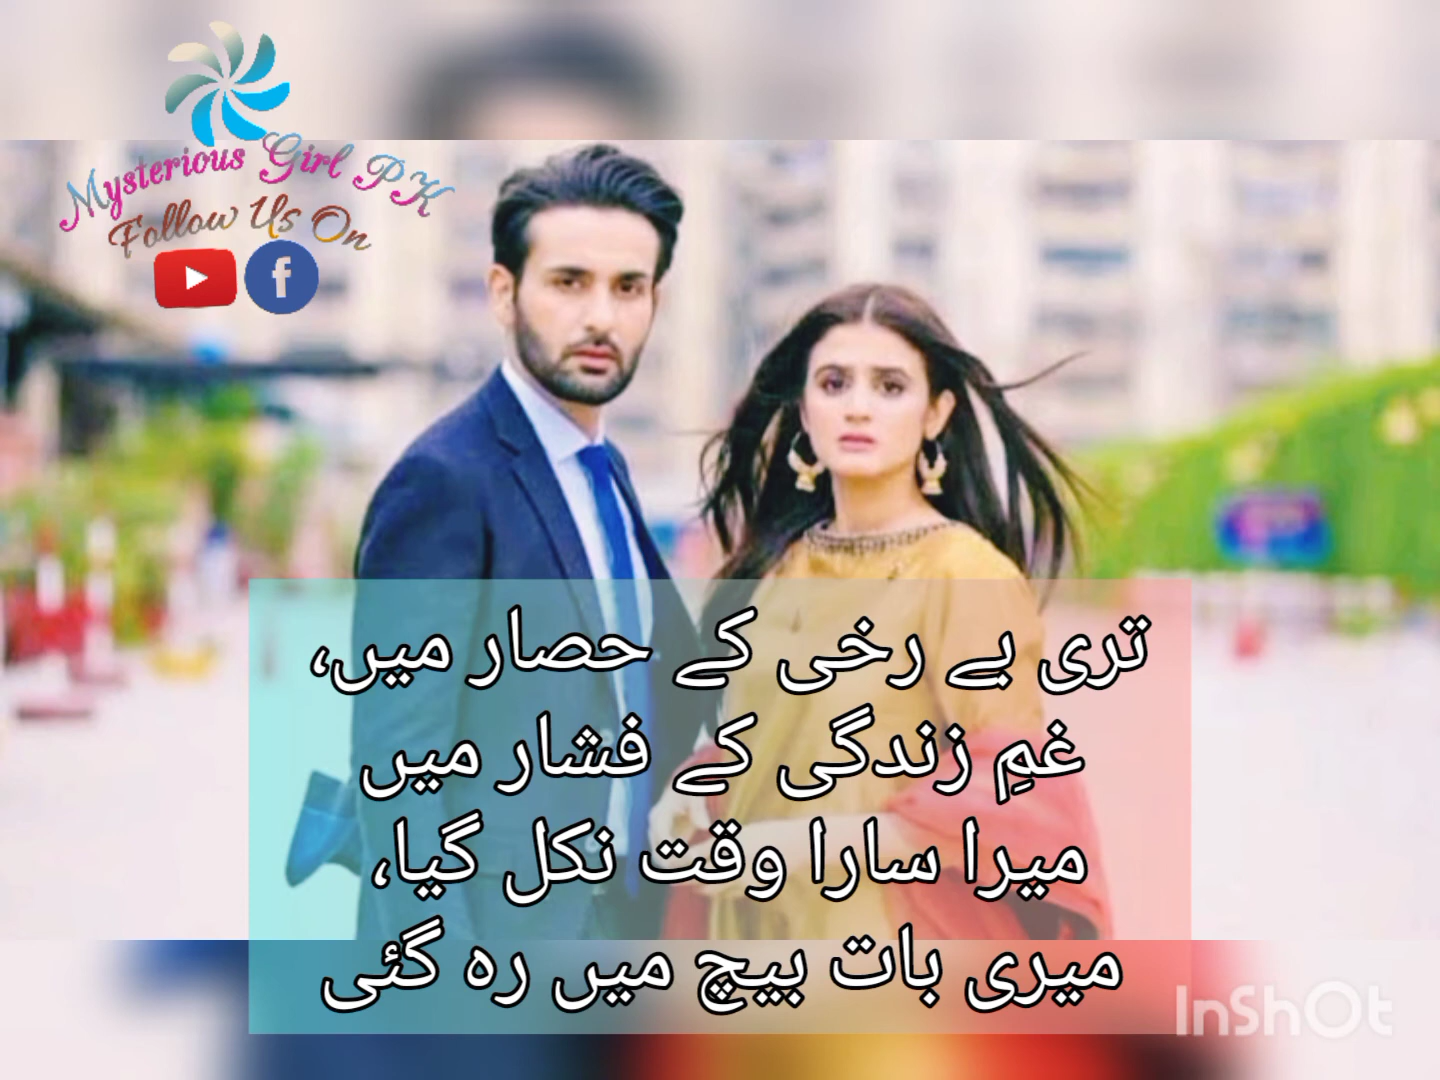 Mysterious Girl PK
Follow Us On
f
تری بے رخی کے حصار میں،
غمِ زندگی کے فشار میں
میرا سارا وقت نکل گیا،
میری بات بیچ میں رہ گئی
InShOt